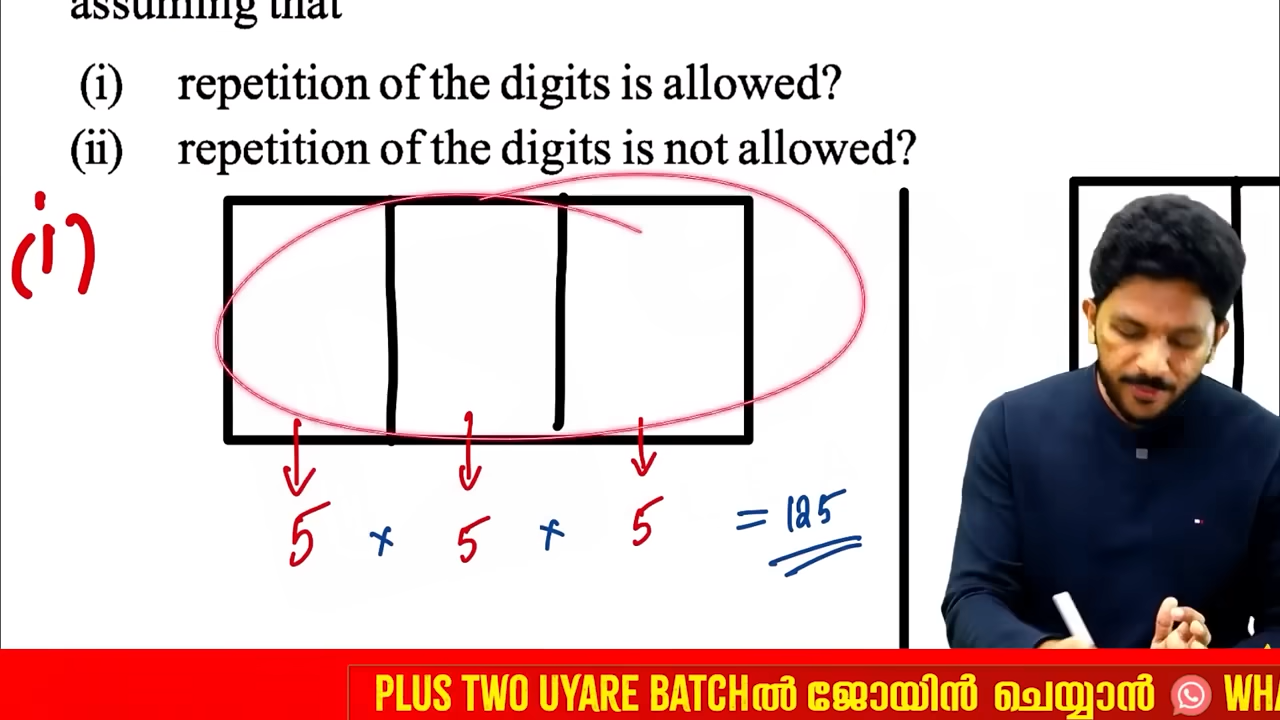 assuming that
(i) repetition of the digits is allowed?
(ii) repetition of the digits is not allowed?
(i)
5 × 5 × 5 = 125
PLUS TWO UYARE BATCHൽ ജോയിൻ ചെയ്യാൻ WHA